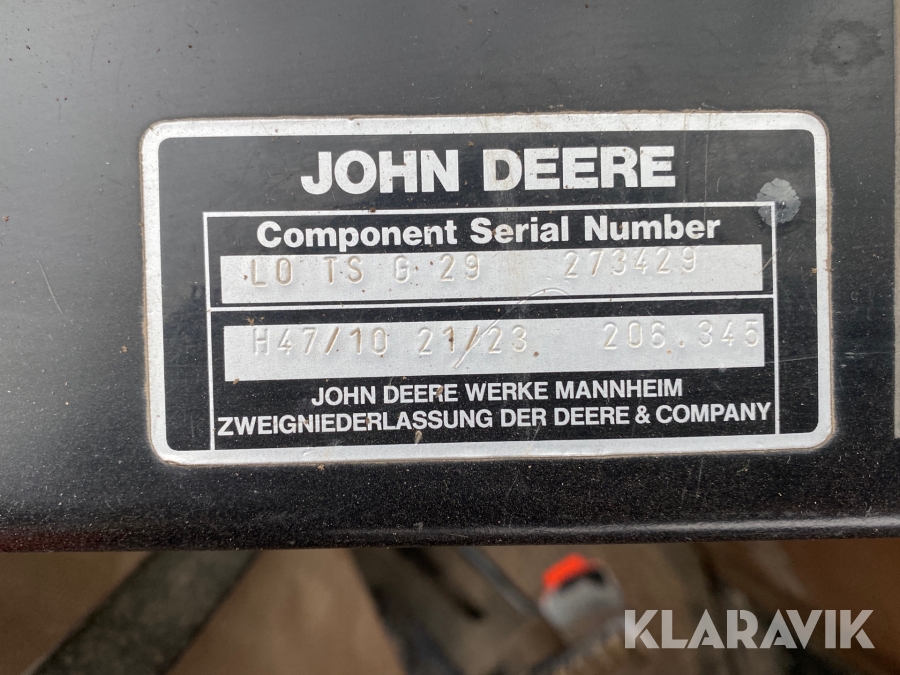 JOHN DEERE
Component Serial Number
LO TS G 29 273429
H47/10 21/23 206.345
JOHN DEERE WERKE MANNHEIM
ZWEIGNIEDERLASSUNG DER DEERE & COMPANY
KLARAVIK